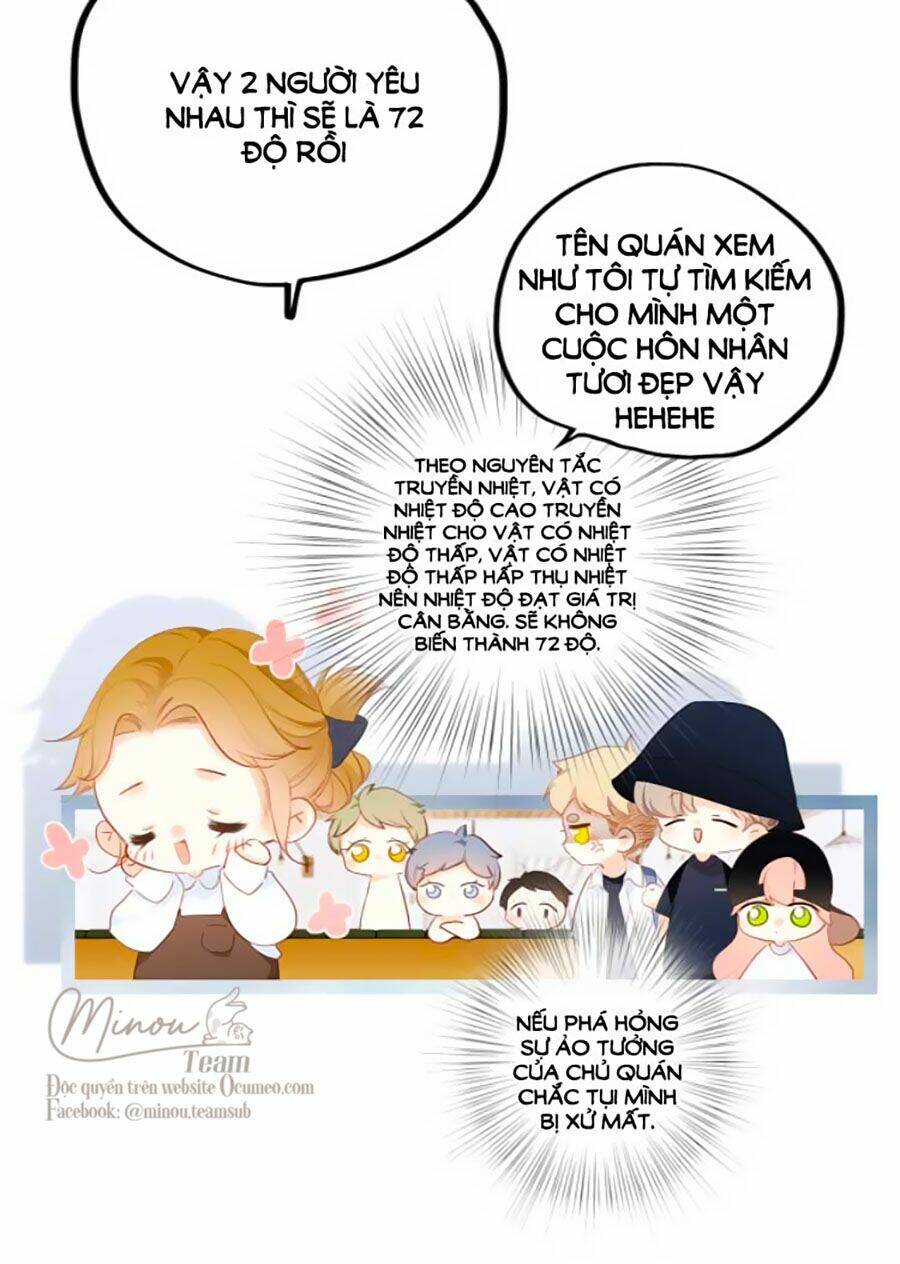 VẬY 2 NGƯỜI YÊU
NHAU THÌ SẼ LÀ 72
ĐỘ RỒI
TÊN QUÁN XEM
NHƯ TÔI TỰ TÌM KIẾM
CHO MÌNH MỘT
CUỘC HÔN NHÂN
TƯƠI ĐẸP VẬY
HEHEHE
THEO NGUYÊN TẮC
TRUYỀN NHIỆT, VẬT CÓ
NHIỆT ĐỘ CAO TRUYỀN
NHIỆT CHO VẬT CÓ NHIỆT
ĐỘ THẤP, VẬT CÓ NHIỆT
ĐỘ THẤP HẤP THỤ NHIỆT
NÊN NHIỆT ĐỘ ĐẠT GIÁ TRỊ
CÂN BẰNG. SẼ KHÔNG
BIẾN THÀNH 72 ĐỘ.
Minou
Team
Độc quyền trên website Ocumeo.com
Facebook: @minou.teamsub
NẾU PHÁ HỎNG
SỰ ẢO TƯỞNG
CỦA CHỦ QUÁN
CHẮC TỤI MÌNH
BỊ XỬ MẤT.